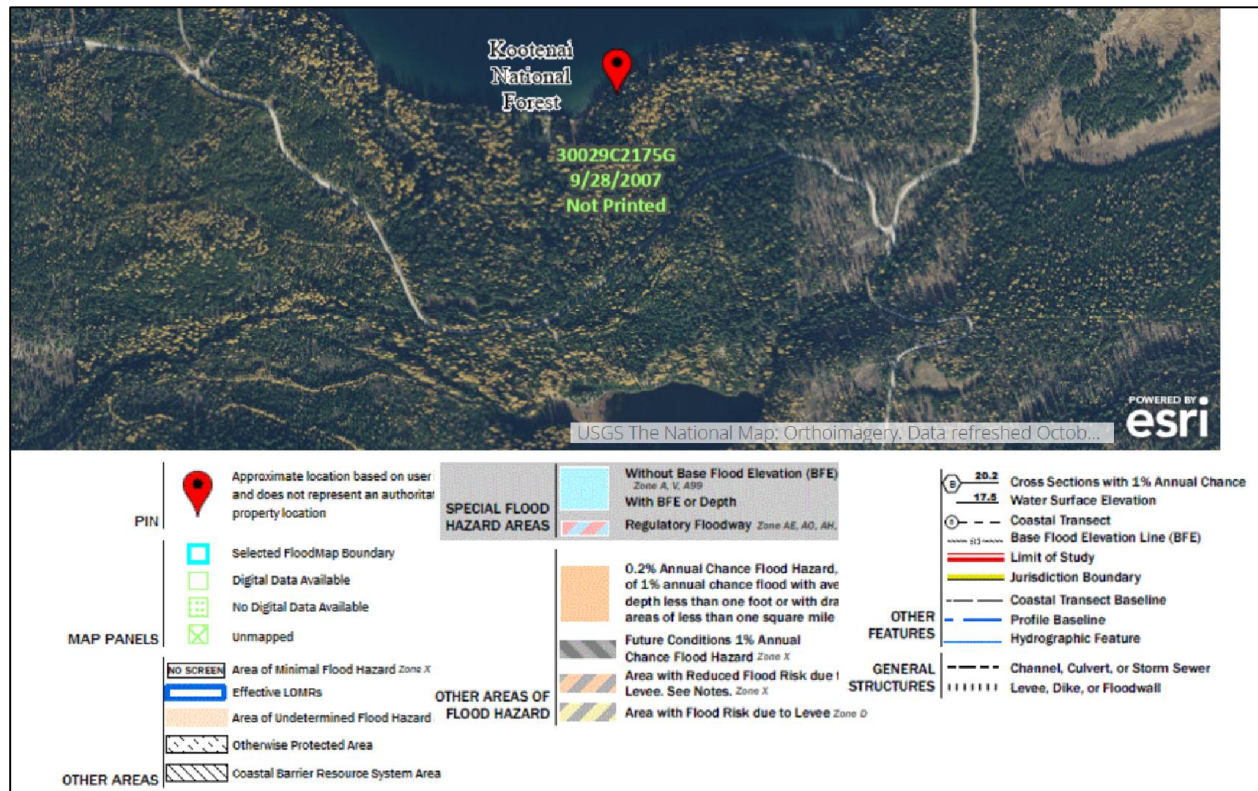 Kootenai
National
Forest
30029C2175G
9/28/2007
Not Printed
POWERED BY
esri
USGS The National Map: Orthoimagery. Data refreshed Octob...
PIN
Approximate location based on user
and does not represent an authoritat
property location
MAP PANELS
Selected FloodMap Boundary
Digital Data Available
No Digital Data Available
Unmapped
OTHER AREAS
NO SCREEN Area of Minimal Flood Hazard Zone X
Effective LOMRs
Area of Undetermined Flood Hazard
Otherwise Protected Area
Coastal Barrier Resource System Area
SPECIAL FLOOD
HAZARD AREAS
Without Base Flood Elevation (BFE)
Zone A, V, A99
With BFE or Depth
Regulatory Floodway Zone AE, AO, AH,
OTHER AREAS OF
FLOOD HAZARD
0.2% Annual Chance Flood Hazard,
of 1% annual chance flood with ave
depth less than one foot or with dra
areas of less than one square mile
Future Conditions 1% Annual
Chance Flood Hazard Zone X
Area with Reduced Flood Risk due t
Levee. See Notes. Zone X
Area with Flood Risk due to Levee Zone D
OTHER
FEATURES
B 20.2 Cross Sections with 1% Annual Chance
17.5 Water Surface Elevation
Coastal Transect
Base Flood Elevation Line (BFE)
Limit of Study
Jurisdiction Boundary
Coastal Transect Baseline
Profile Baseline
Hydrographic Feature
GENERAL
STRUCTURES
Channel, Culvert, or Storm Sewer
Levee, Dike, or Floodwall